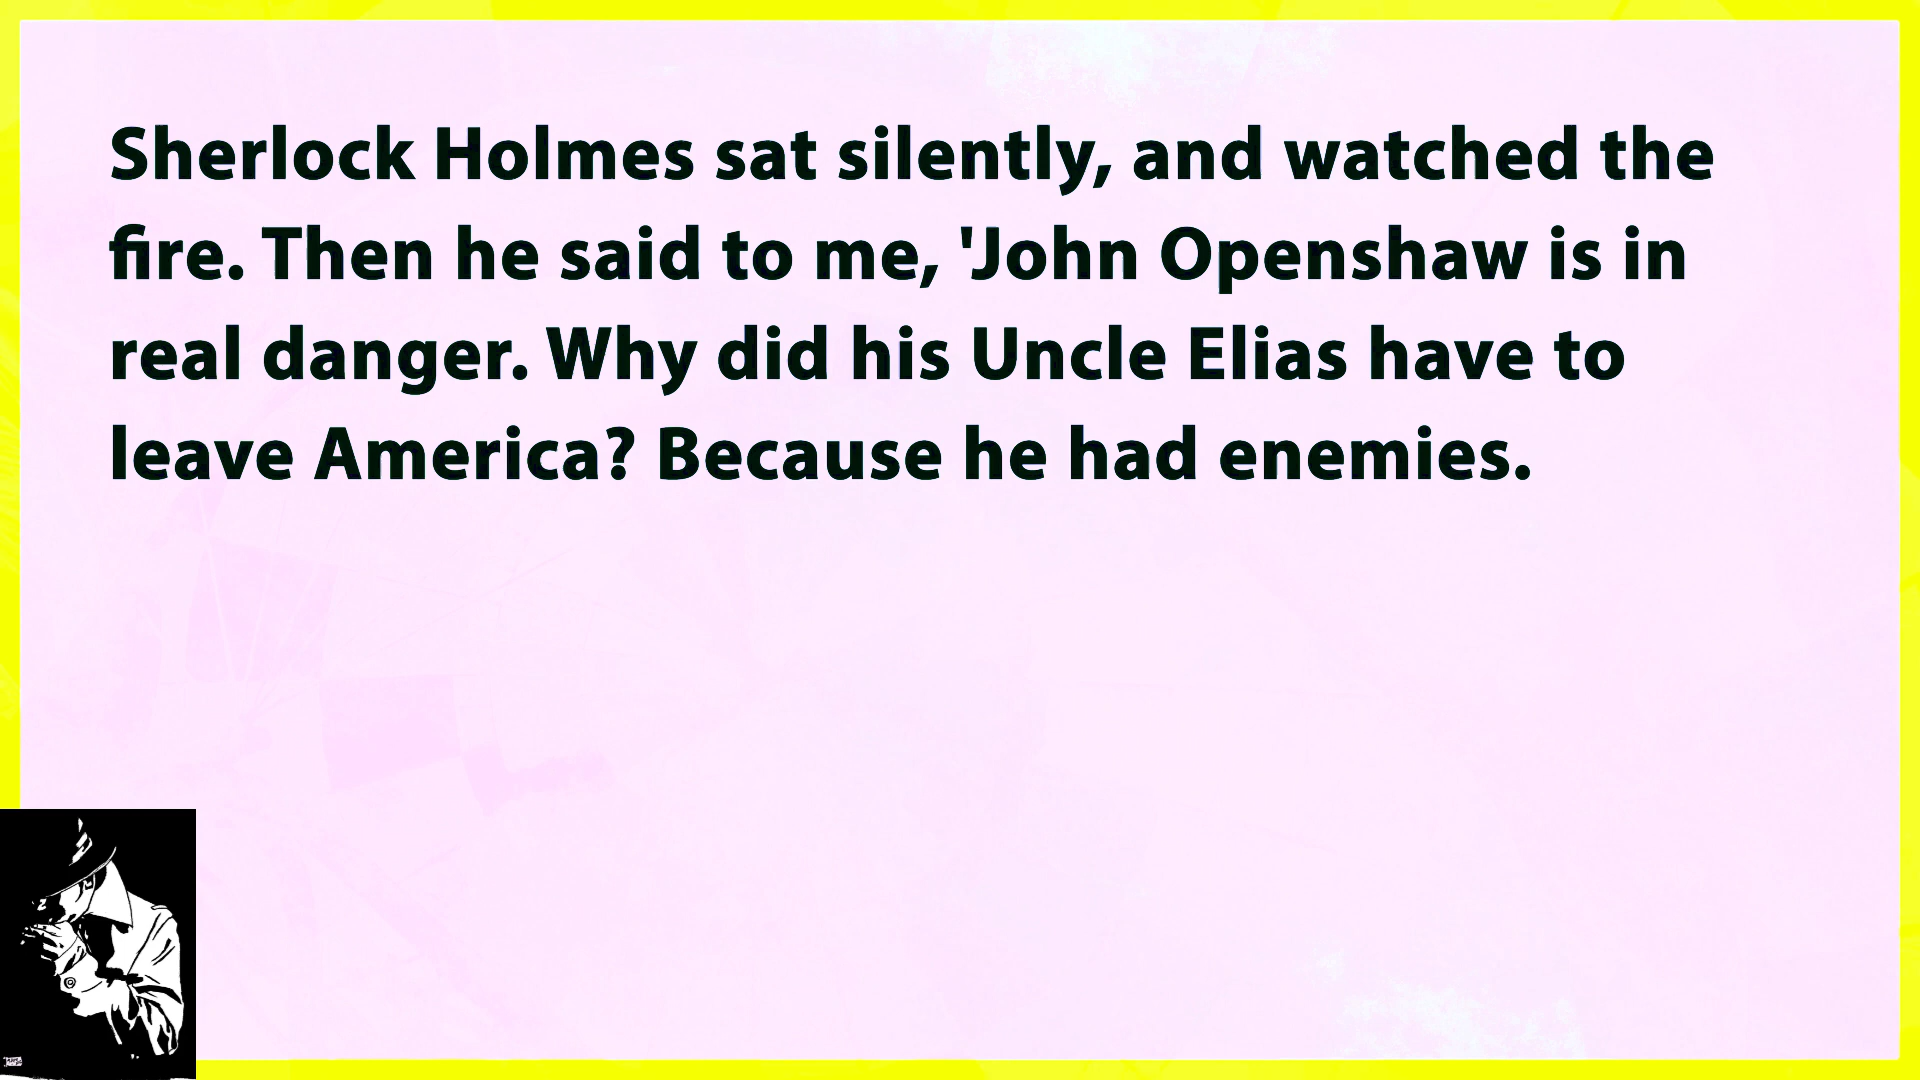 Sherlock Holmes sat silently, and watched the
fire. Then he said to me, 'John Openshaw is in
real danger. Why did his Uncle Elias have to
leave America? Because he had enemies.